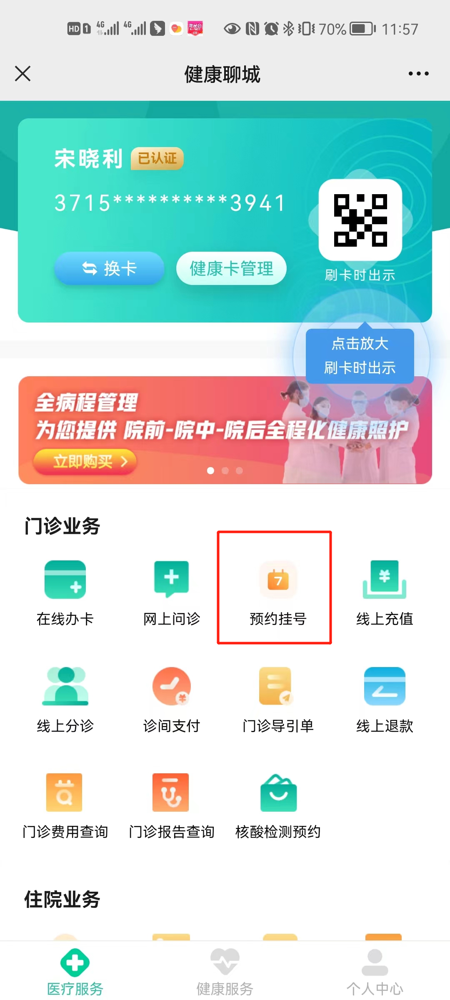 HD 1 4G 4G 70% 11:57
健康聊城
宋晓利 已认证
3715**********3941
换卡 健康卡管理
刷卡时出示
点击放大
刷卡时出示
全病程管理
为您提供 院前-院中-院后全程化健康照护
立即购买
门诊业务
7
在线办卡 网上问诊 预约挂号 线上充值
线上分诊 诊间支付 门诊导引单 线上退款
门诊费用查询 门诊报告查询 核酸检测预约
住院业务
医疗服务 健康服务 个人中心